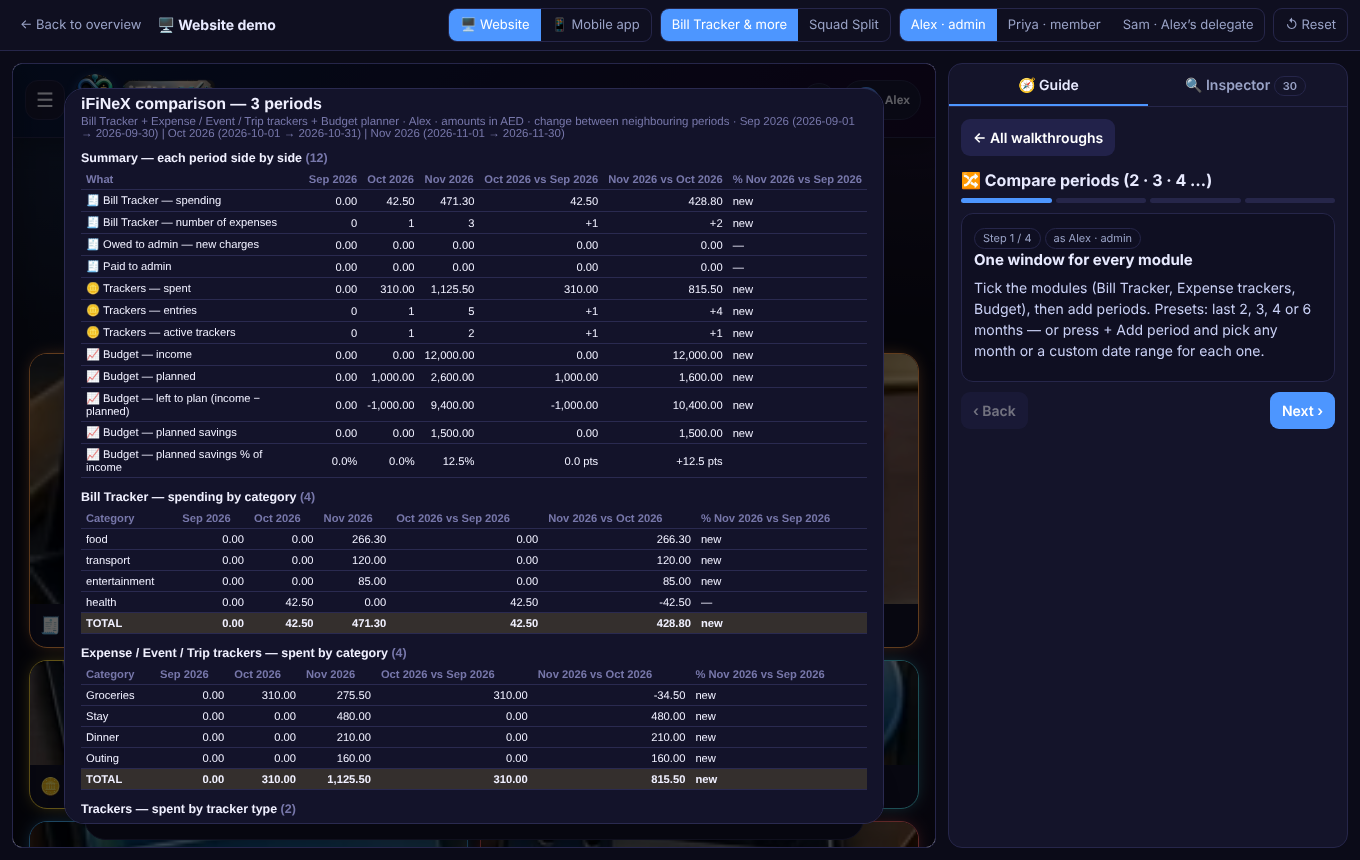 ← Back to overview
🖥️ Website demo
🖥️ Website
📱 Mobile app
Bill Tracker & more
Squad Split
Alex · admin
Priya · member
Sam · Alex's delegate
↺ Reset
☰
Alex
iFiNeX comparison — 3 periods
Bill Tracker + Expense / Event / Trip trackers + Budget planner · Alex · amounts in AED · change between neighbouring periods · Sep 2026 (2026-09-01
→ 2026-09-30) | Oct 2026 (2026-10-01 → 2026-10-31) | Nov 2026 (2026-11-01 → 2026-11-30)
Summary — each period side by side (12)
What Sep 2026 Oct 2026 Nov 2026 Oct 2026 vs Sep 2026 Nov 2026 vs Oct 2026 % Nov 2026 vs Sep 2026
🧾 Bill Tracker — spending 0.00 42.50 471.30 42.50 428.80 new
🧾 Bill Tracker — number of expenses 0 1 3 +1 +2 new
🧾 Owed to admin — new charges 0.00 0.00 0.00 0.00 0.00 —
🧾 Paid to admin 0.00 0.00 0.00 0.00 0.00 —
🪙 Trackers — spent 0.00 310.00 1,125.50 310.00 815.50 new
🪙 Trackers — entries 0 1 5 +1 +4 new
🪙 Trackers — active trackers 0 1 2 +1 +1 new
📈 Budget — income 0.00 0.00 12,000.00 0.00 12,000.00 new
📈 Budget — planned 0.00 1,000.00 2,600.00 1,000.00 1,600.00 new
📈 Budget — left to plan (income −
planned) 0.00 -1,000.00 9,400.00 -1,000.00 10,400.00 new
📈 Budget — planned savings 0.00 0.00 1,500.00 0.00 1,500.00 new
📈 Budget — planned savings % of
income 0.0% 0.0% 12.5% 0.0 pts +12.5 pts
Bill Tracker — spending by category (4)
Category Sep 2026 Oct 2026 Nov 2026 Oct 2026 vs Sep 2026 Nov 2026 vs Oct 2026 % Nov 2026 vs Sep 2026
food 0.00 0.00 266.30 0.00 266.30 new
transport 0.00 0.00 120.00 0.00 120.00 new
entertainment 0.00 0.00 85.00 0.00 85.00 new
health 0.00 42.50 0.00 42.50 -42.50 —
TOTAL 0.00 42.50 471.30 42.50 428.80 new
Expense / Event / Trip trackers — spent by category (4)
Category Sep 2026 Oct 2026 Nov 2026 Oct 2026 vs Sep 2026 Nov 2026 vs Oct 2026 % Nov 2026 vs Sep 2026
Groceries 0.00 310.00 275.50 310.00 -34.50 new
Stay 0.00 0.00 480.00 0.00 480.00 new
Dinner 0.00 0.00 210.00 0.00 210.00 new
Outing 0.00 0.00 160.00 0.00 160.00 new
TOTAL 0.00 310.00 1,125.50 310.00 815.50 new
Trackers — spent by tracker type (2)
🧭 Guide
🔍 Inspector 30
← All walkthroughs
🔀 Compare periods (2 · 3 · 4 ...)
Step 1 / 4
as Alex · admin
One window for every module
Tick the modules (Bill Tracker, Expense trackers,
Budget), then add periods. Presets: last 2, 3, 4 or 6
months — or press + Add period and pick any
month or a custom date range for each one.
‹ Back
Next ›